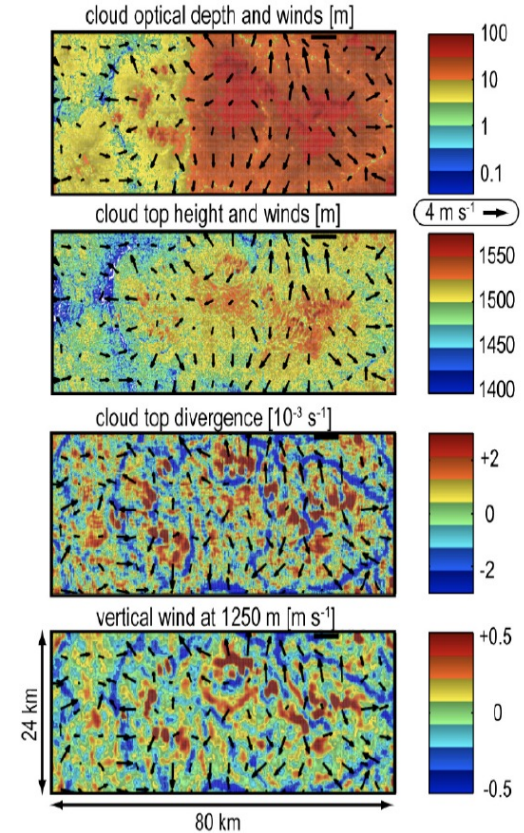 cloud optical depth and winds [m]
100
10
1
0.1
4 m s⁻¹
cloud top height and winds [m]
1550
1500
1450
1400
cloud top divergence [10⁻³ s⁻¹]
+2
0
-2
vertical wind at 1250 m [m s⁻¹]
+0.5
0
-0.5
24 km
80 km